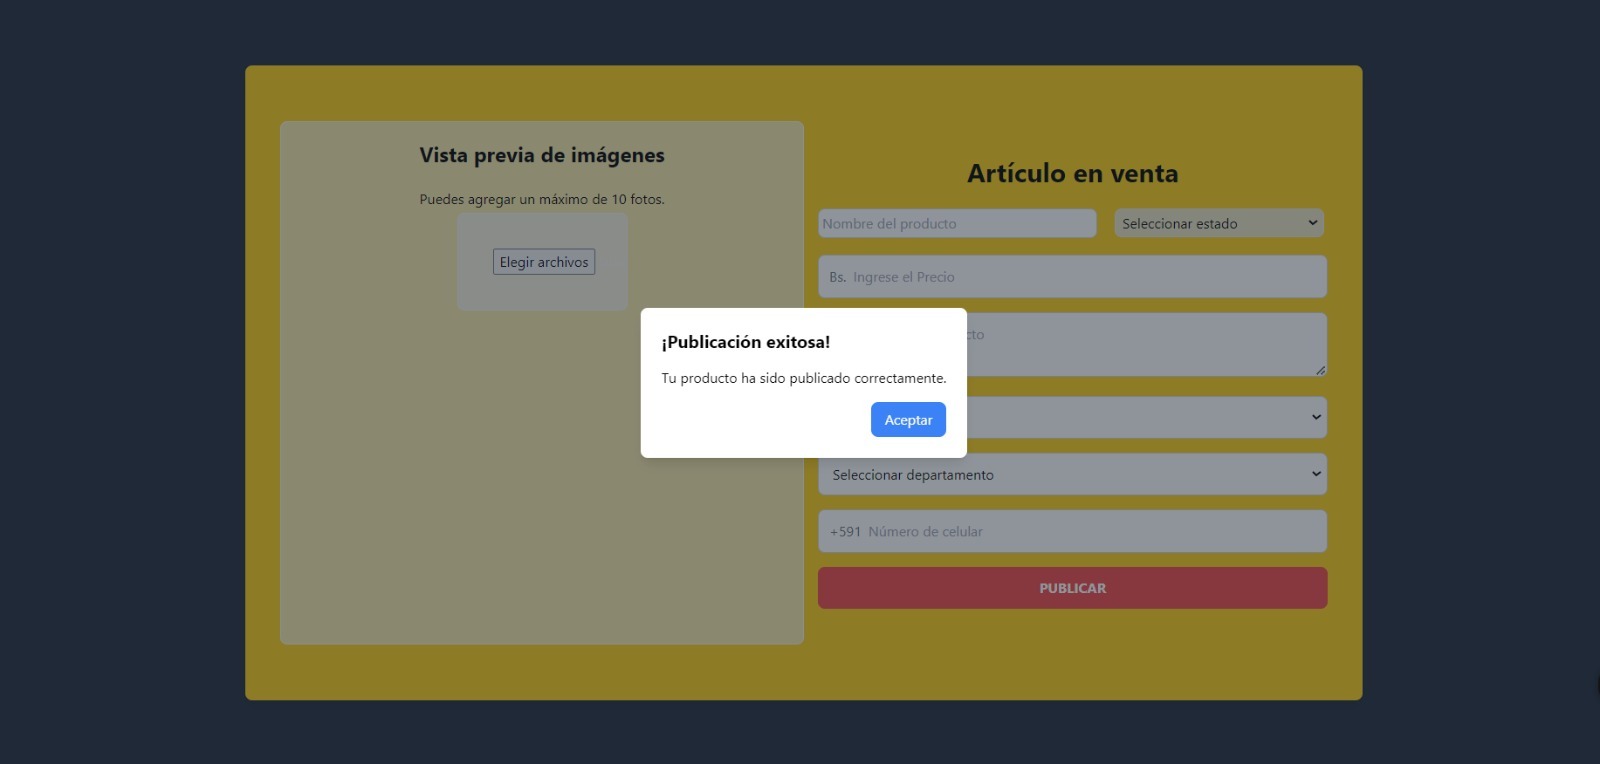 Vista previa de imágenes
Puedes agregar un máximo de 10 fotos.
Elegir archivos
Artículo en venta
Nombre del producto
Seleccionar estado
Bs. Ingrese el Precio
cto
¡Publicación exitosa!
Tu producto ha sido publicado correctamente.
Aceptar
Seleccionar departamento
+591 Número de celular
PUBLICAR